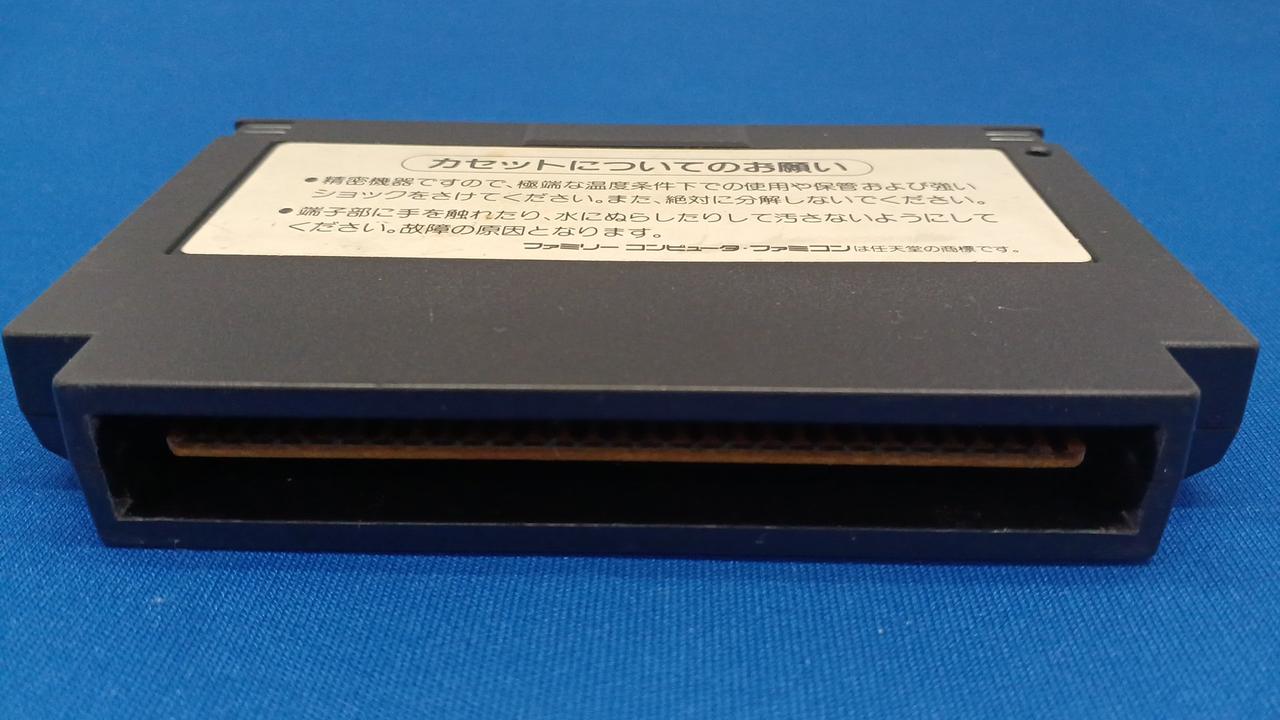 カセットについてのお願い
●精密機器ですので、極端な温度条件下での使用や保管および強い
ショックをさけてください。また、絶対に分解しないでください。
●端子部に手を触れたり、水にぬらしたりして汚さないようにして
ください。故障の原因となります。
ファミリー コンピュータ・ファミコンは任天堂の商標です。